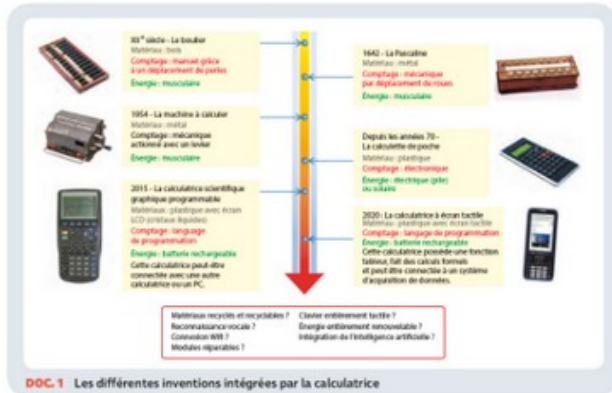 XIIe siècle - Le boulier
Matériau : bois
Comptage : manuel grâce
à un déplacement de perles
Énergie : musculaire
1642 - La Pascaline
Matériau : métal
Comptage : mécanique
par déplacement de roues
Énergie : musculaire
1954 - La machine à calculer
Matériau : métal
Comptage : mécanique
actionné avec un levier
Énergie : musculaire
Depuis les années 70 -
La calculette de poche
Matériau : plastique
Comptage : électronique
Énergie : électrique (pile)
ou solaire
2015 - La calculatrice scientifique
graphique programmable
Matériaux : plastique avec écran
LCD (cristaux liquides)
Comptage : language
de programmation
Énergie : batterie rechargeable
Cette calculatrice peut-être
connectée avec une autre
calculatrice ou un PC.
2020 - La calculatrice à écran tactile
Matériau : plastique avec écran tactile
Comptage : langage de programmation
Énergie : batterie rechargeable
Cette calculatrice possède une fonction
tableur, fait des calculs formels
et peut être connectée à un système
d'acquisition de données.
Matériaux recyclés et recyclables ?
Reconnaissance vocale ?
Connexion Wifi ?
Modules réparables ?
Clavier entièrement tactile ?
Énergie entièrement renouvelable ?
Intégration de l'intelligence artificielle ?
DOC. 1 Les différentes inventions intégrées par la calculatrice